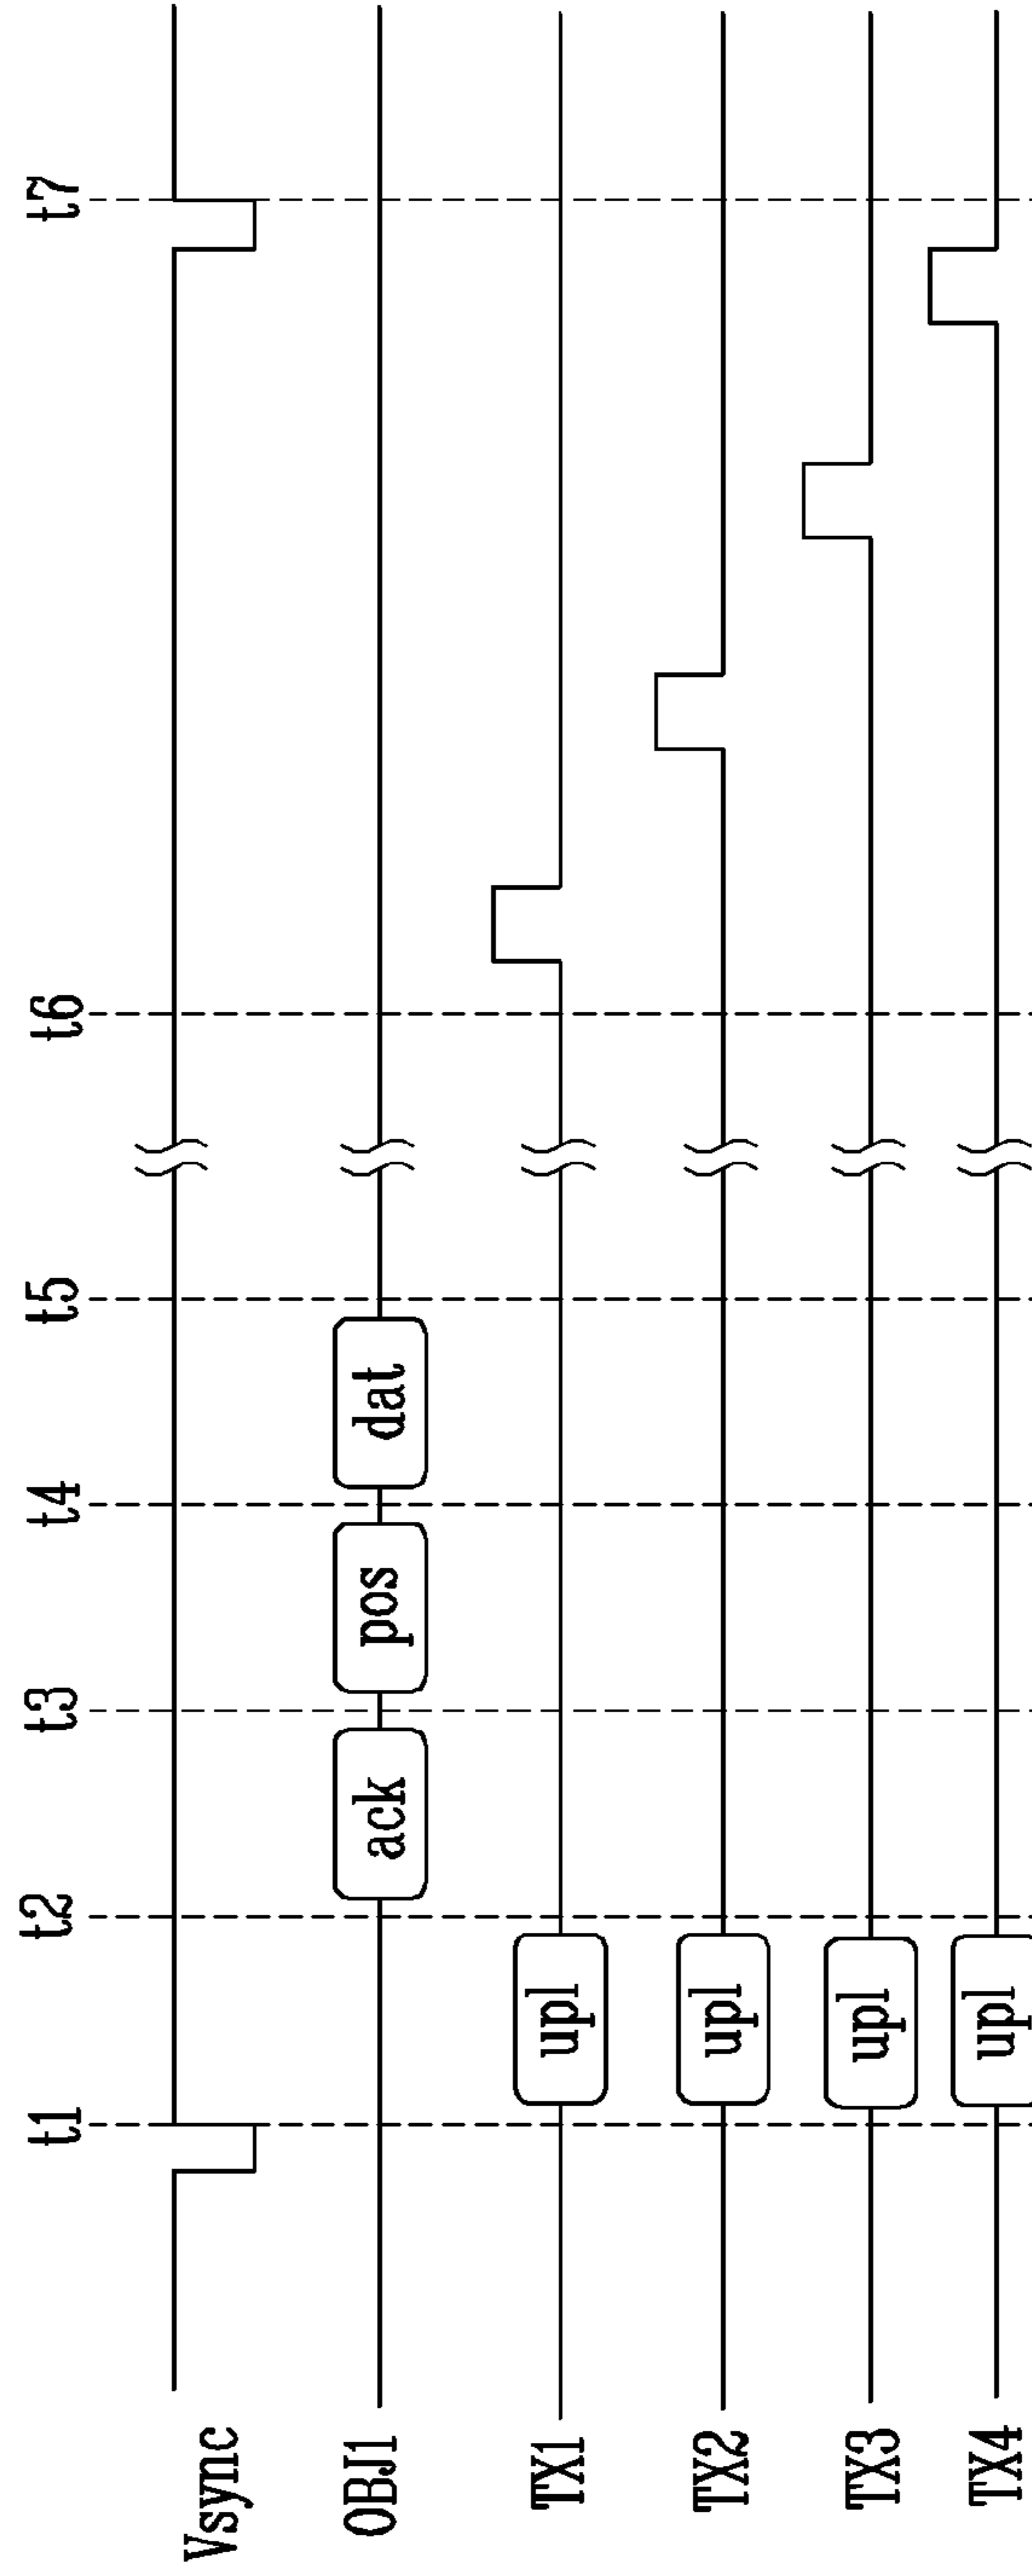 t1 t2 t3 t4 t5 t6 t7
Vsync
OBJ1 ack pos dat
TX1 upl
TX2 upl
TX3 upl
TX4 upl